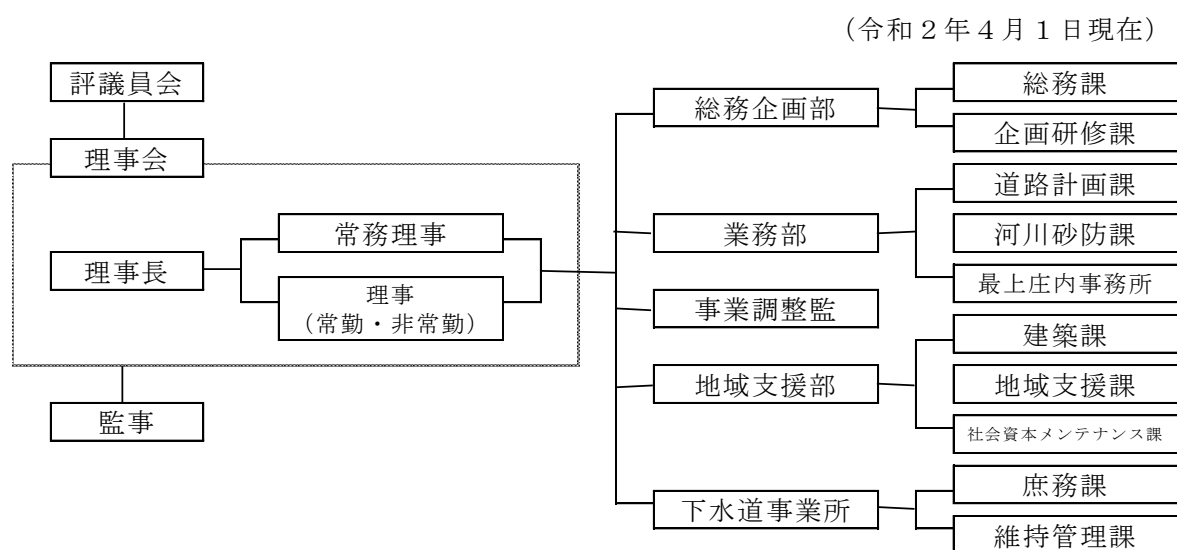 （令和２年４月１日現在）
評議員会
理事会
理事長
常務理事
理事
（常勤・非常勤）
監事
総務企画部
総務課
企画研修課
業務部
道路計画課
河川砂防課
最上庄内事務所
事業調整監
地域支援部
建築課
地域支援課
社会資本メンテナンス課
下水道事業所
庶務課
維持管理課